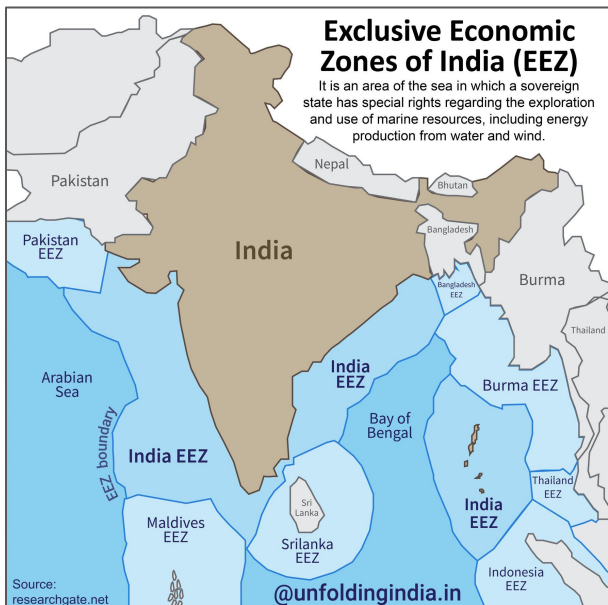 Exclusive Economic
Zones of India (EEZ)
It is an area of the sea in which a sovereign
state has special rights regarding the exploration
and use of marine resources, including energy
production from water and wind.
Nepal
Pakistan
Bhutan
Bangladesh
Pakistan
EEZ
India
Burma
Bangladesh
EEZ
Thailand
Arabian
Sea
India
EEZ
Burma EEZ
Bay of
Bengal
EEZ boundary
India EEZ
Thailand
EEZ
Sri
Lanka
India
EEZ
Maldives
EEZ
Srilanka
EEZ
Indonesia
EEZ
Source:
researchgate.net
@unfoldingindia.in